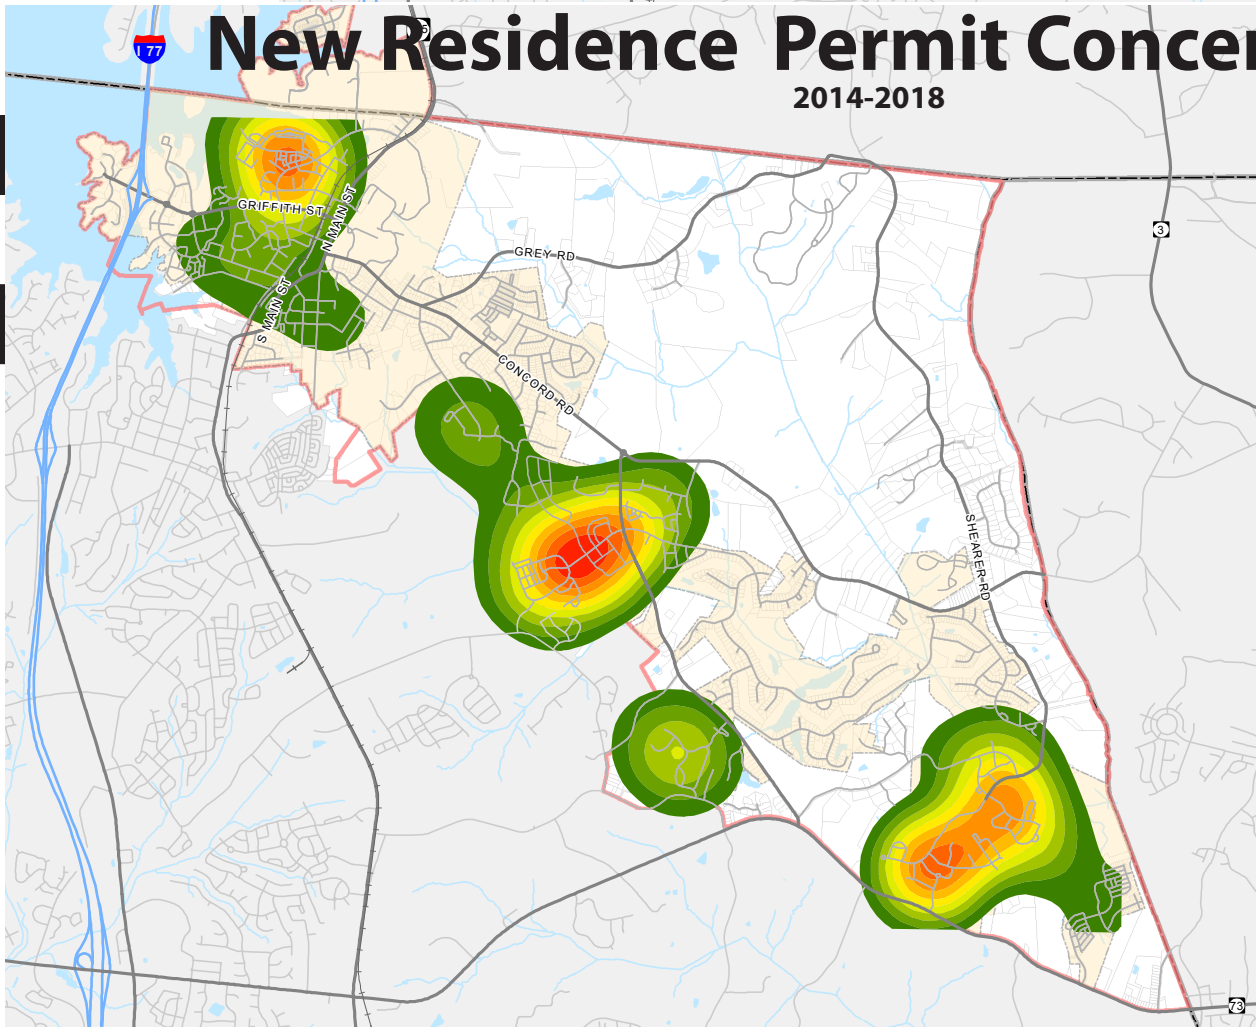 New Residence Permit Concer
2014-2018
I 77
GRIFFITH ST
N MAIN ST
S MAIN ST
GREY RD
CONCORD RD
3
SHEARER RD
73